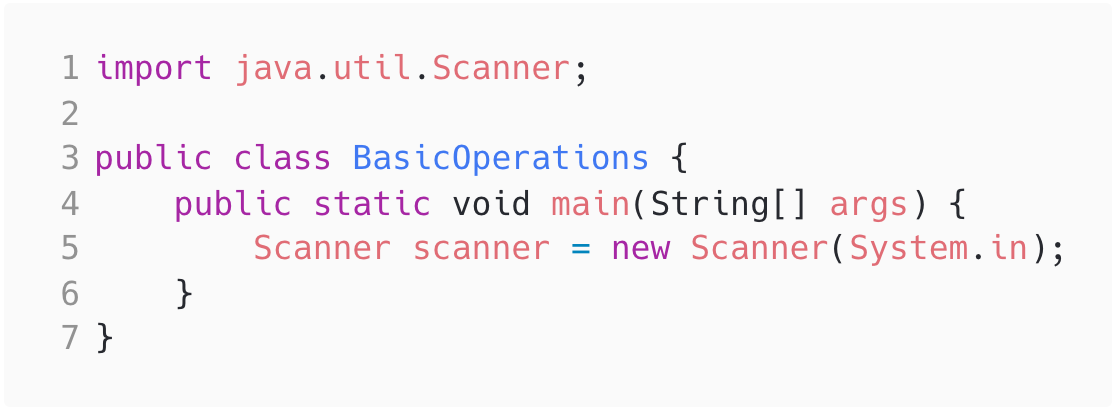 1 import java.util.Scanner;
2
3 public class BasicOperations {
4     public static void main(String[] args) {
5         Scanner scanner = new Scanner(System.in);
6     }
7 }